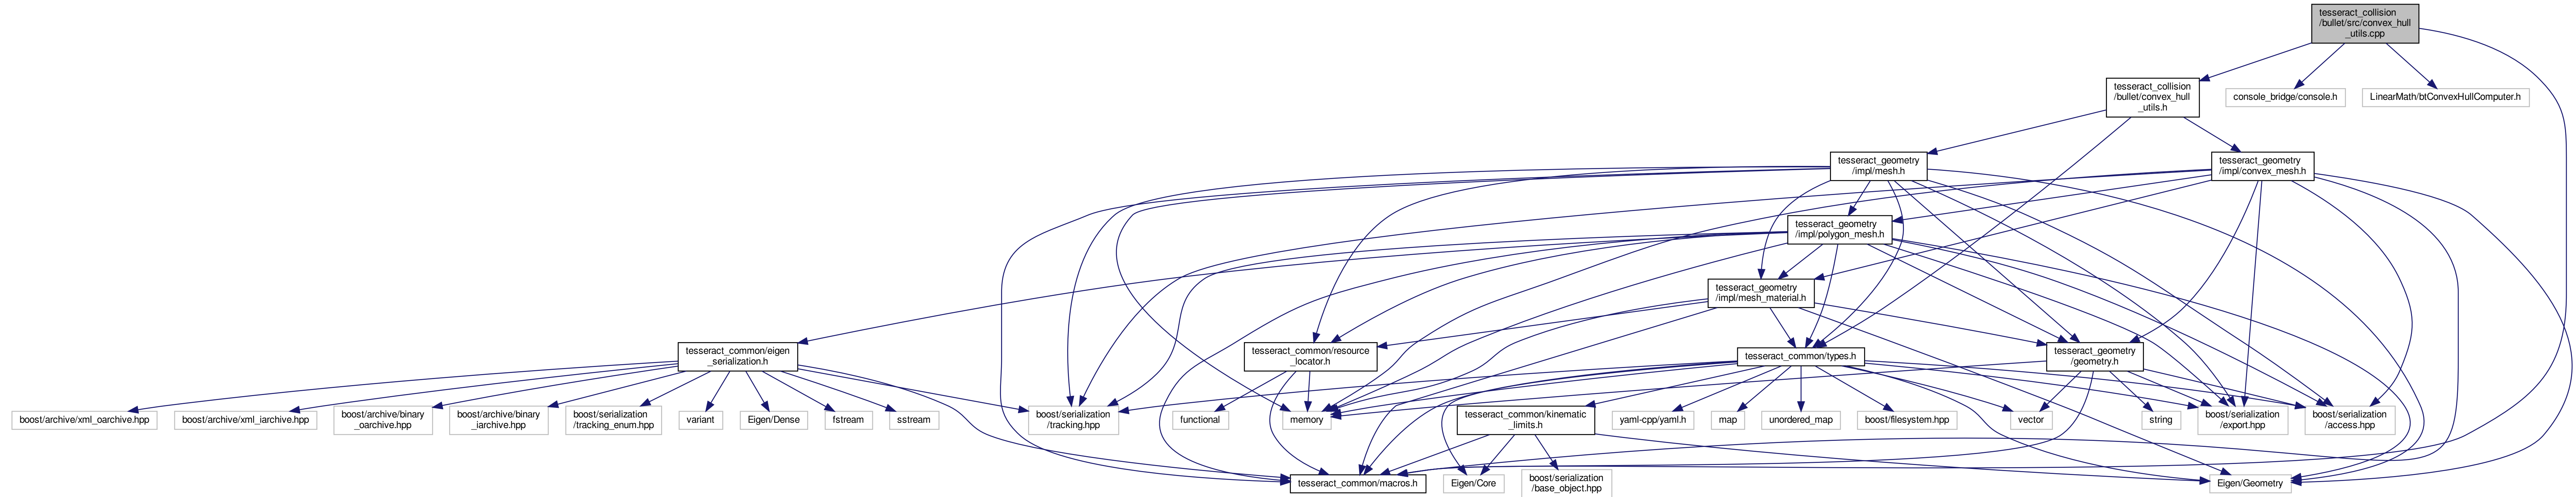 tesseract_collision
/bullet/src/convex_hull
_utils.cpp
tesseract_collision
/bullet/convex_hull
_utils.h
console_bridge/console.h
LinearMath/btConvexHullComputer.h
tesseract_geometry
/impl/mesh.h
tesseract_geometry
/impl/convex_mesh.h
tesseract_geometry
/impl/polygon_mesh.h
tesseract_geometry
/impl/mesh_material.h
tesseract_common/eigen
_serialization.h
tesseract_common/resource
_locator.h
tesseract_common/types.h
tesseract_geometry
/geometry.h
boost/archive/xml_oarchive.hpp
boost/archive/xml_iarchive.hpp
boost/archive/binary
_oarchive.hpp
boost/archive/binary
_iarchive.hpp
boost/serialization
/tracking_enum.hpp
variant
Eigen/Dense
fstream
sstream
boost/serialization
/tracking.hpp
functional
memory
tesseract_common/kinematic
_limits.h
yaml-cpp/yaml.h
map
unordered_map
boost/filesystem.hpp
vector
string
boost/serialization
/export.hpp
boost/serialization
/access.hpp
tesseract_common/macros.h
Eigen/Core
boost/serialization
/base_object.hpp
Eigen/Geometry